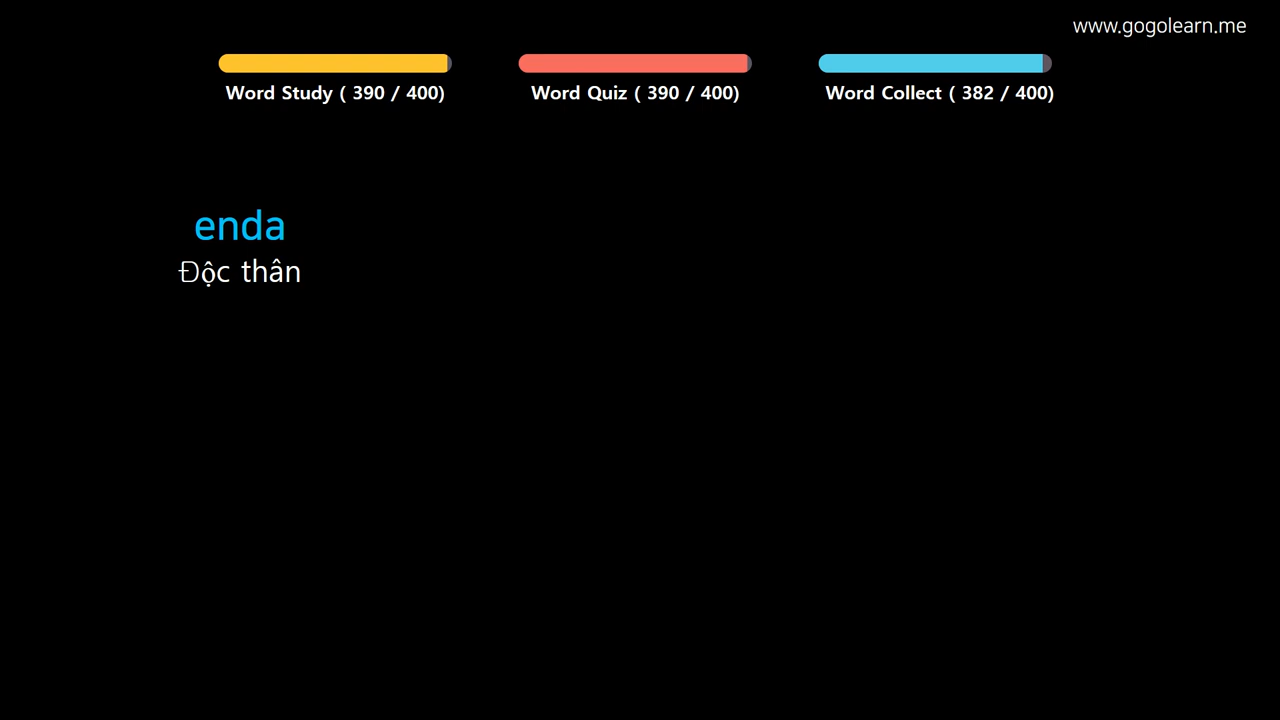 www.gogolearn.me
Word Study ( 390 / 400)
Word Quiz ( 390 / 400)
Word Collect ( 382 / 400)
enda
Độc thân